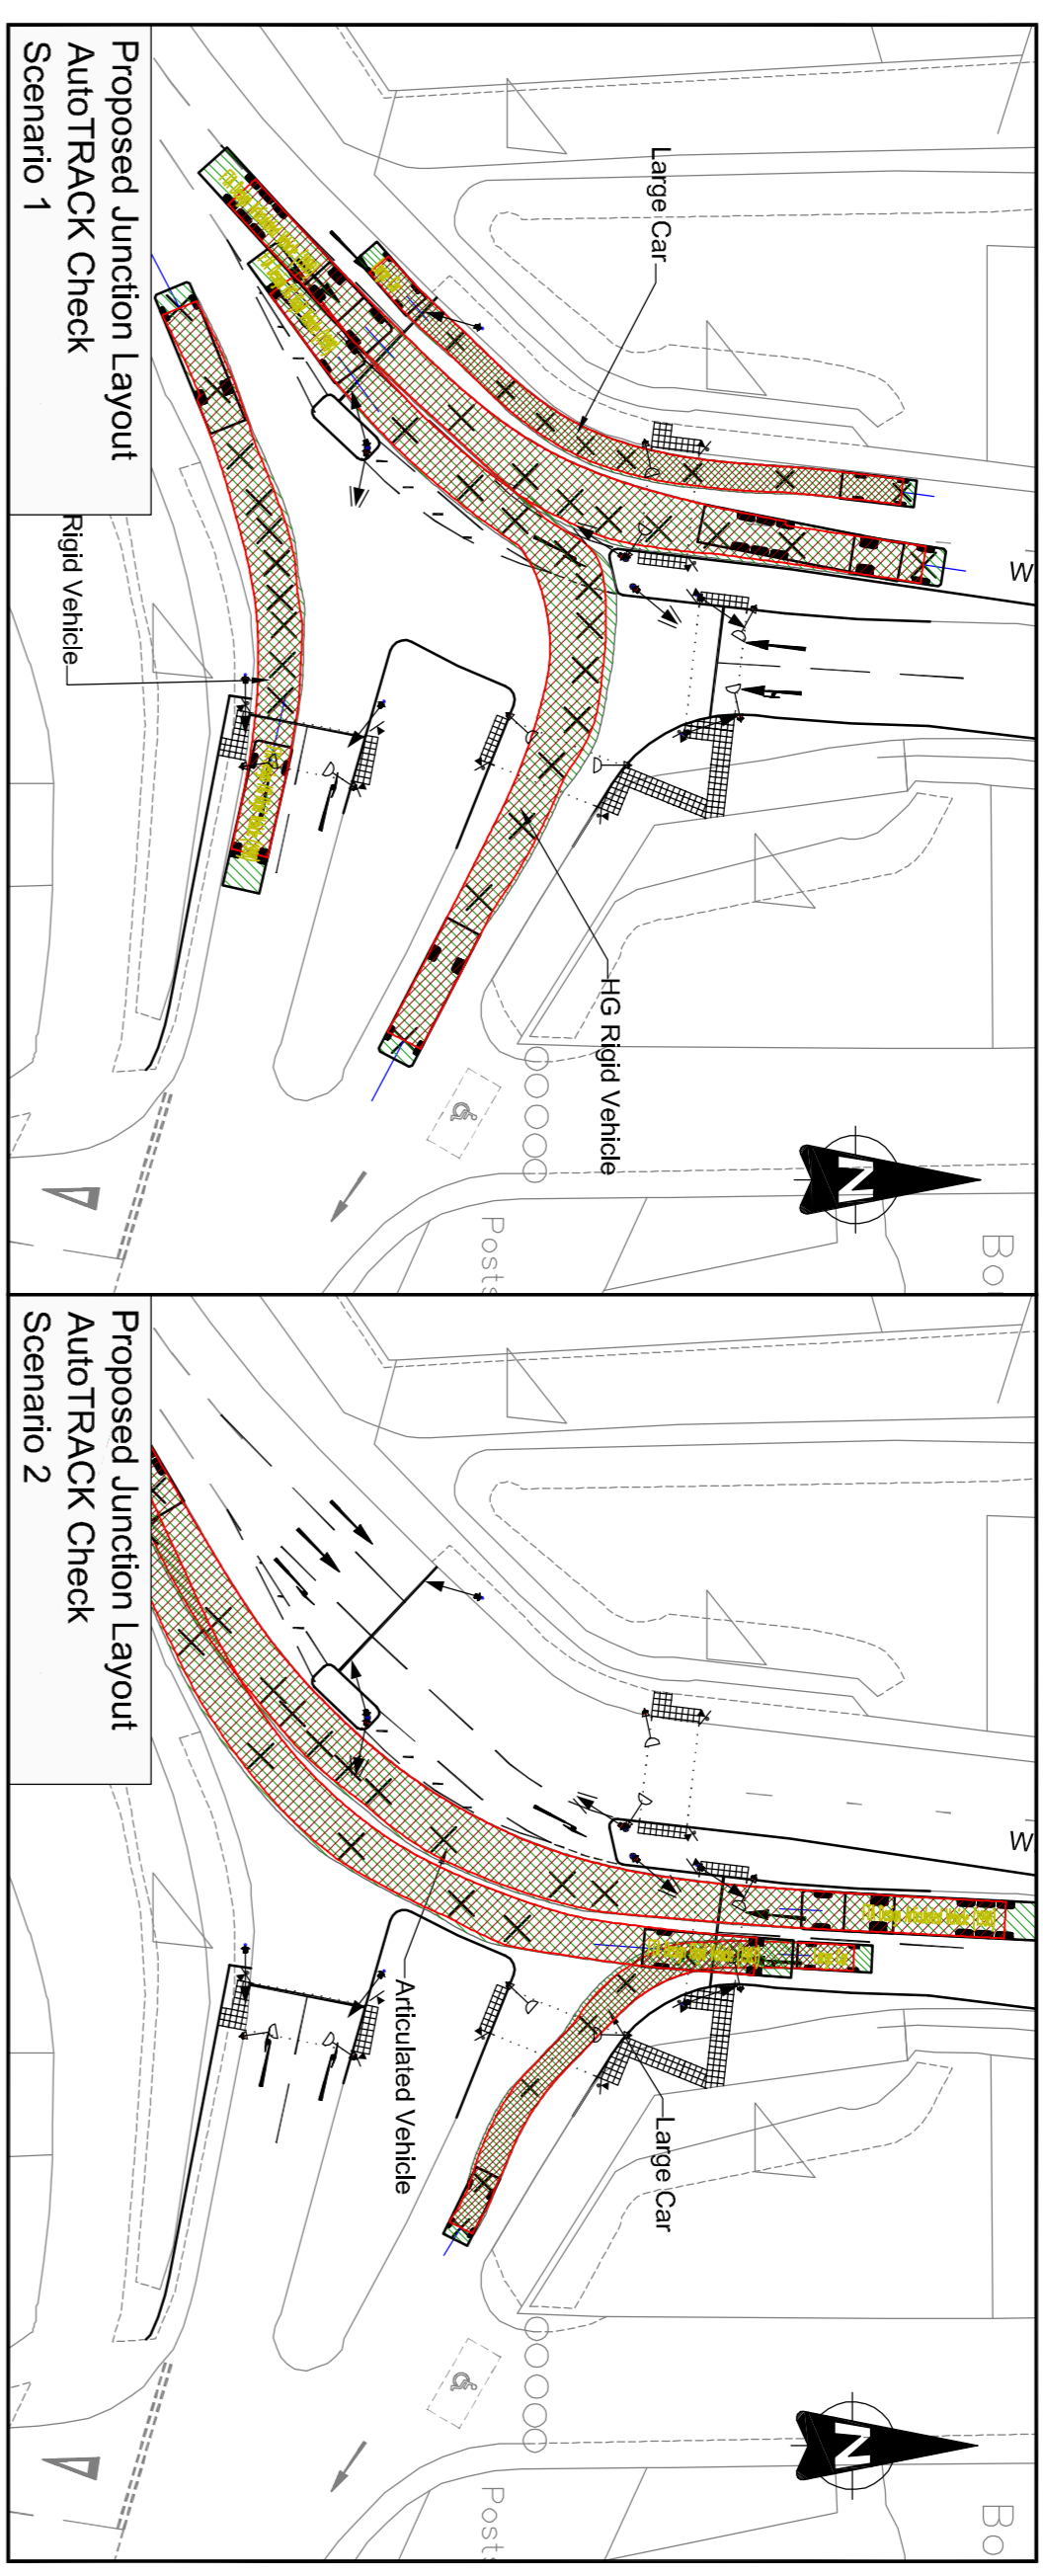 Proposed Junction Layout
AutoTRACK Check
Scenario 1
Large Car
HG Rigid Vehicle
Rigid Vehicle
W
N
Bo
Posts
Proposed Junction Layout
AutoTRACK Check
Scenario 2
Large Car
Articulated Vehicle
W
N
Bo
Posts